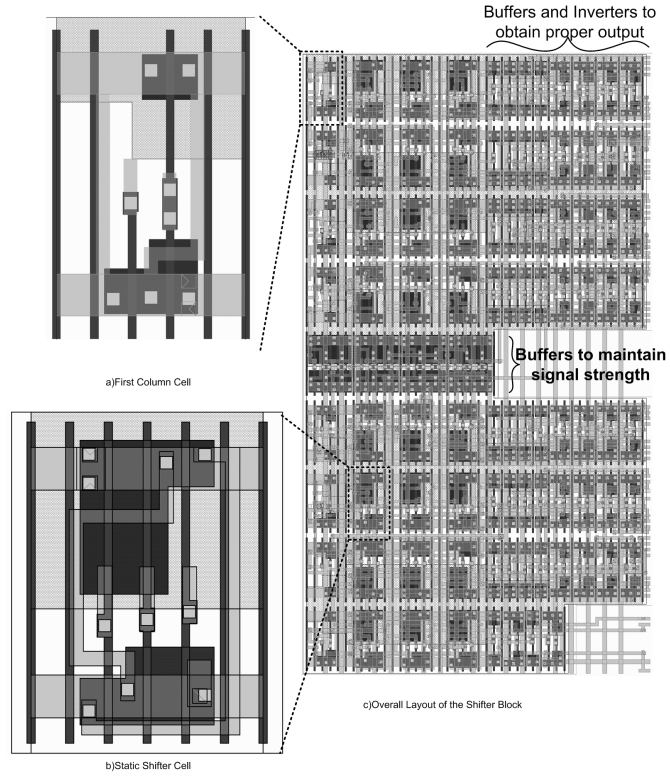 Buffers and Inverters to
obtain proper output
a)First Column Cell
Buffers to maintain
signal strength
c)Overall Layout of the Shifter Block
b)Static Shifter Cell